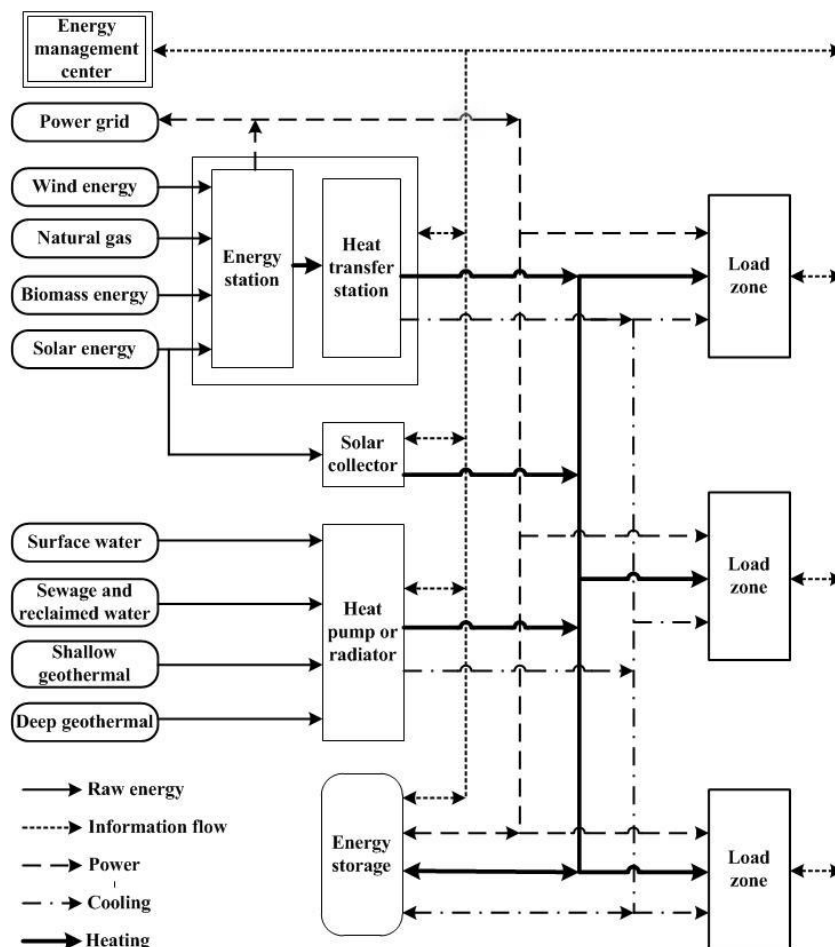 Energy
management
center
Power grid
Wind energy
Natural gas
Biomass energy
Solar energy
Energy
station
Heat
transfer
station
Load
zone
Solar
collector
Surface water
Sewage and
reclaimed water
Shallow
geothermal
Deep geothermal
Heat
pump or
radiator
Load
zone
Raw energy
Information flow
Power
Cooling
Heating
Energy
storage
Load
zone